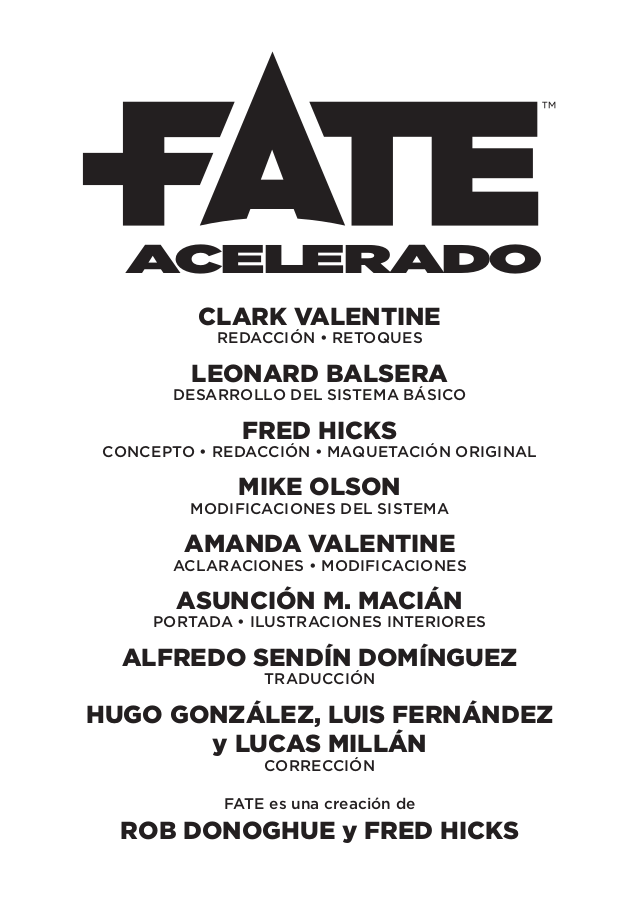 FATE™
ACELERADO
CLARK VALENTINE
REDACCIÓN • RETOQUES
LEONARD BALSERA
DESARROLLO DEL SISTEMA BÁSICO
FRED HICKS
CONCEPTO • REDACCIÓN • MAQUETACIÓN ORIGINAL
MIKE OLSON
MODIFICACIONES DEL SISTEMA
AMANDA VALENTINE
ACLARACIONES • MODIFICACIONES
ASUNCIÓN M. MACIÁN
PORTADA • ILUSTRACIONES INTERIORES
ALFREDO SENDÍN DOMÍNGUEZ
TRADUCCIÓN
HUGO GONZÁLEZ, LUIS FERNÁNDEZ
y LUCAS MILLÁN
CORRECCIÓN
FATE es una creación de
ROB DONOGHUE y FRED HICKS